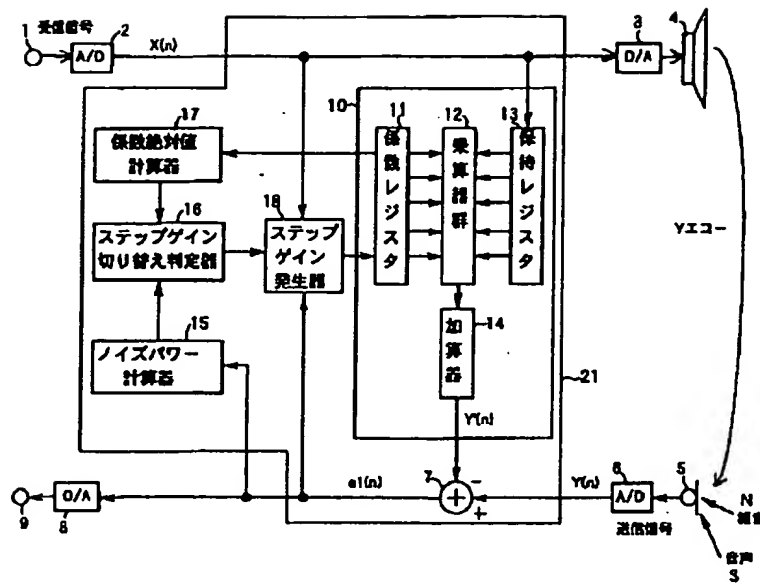 1
受信信号
A/D
2
X(n)
3
D/A
4
10
11
12
13
17
係数絶対値
計算器
係数レジスタ
乗算器群
保持レジスタ
16
ステップゲイン
切り替え判定器
18
ステップ
ゲイン
発生器
Yエコー
15
ノイズパワー
計算器
加算器
14
21
Y'(n)
9
D/A
8
e1(n)
7
-
+
Y(n)
6
A/D
送信信号
5
N
雑音
音声
S